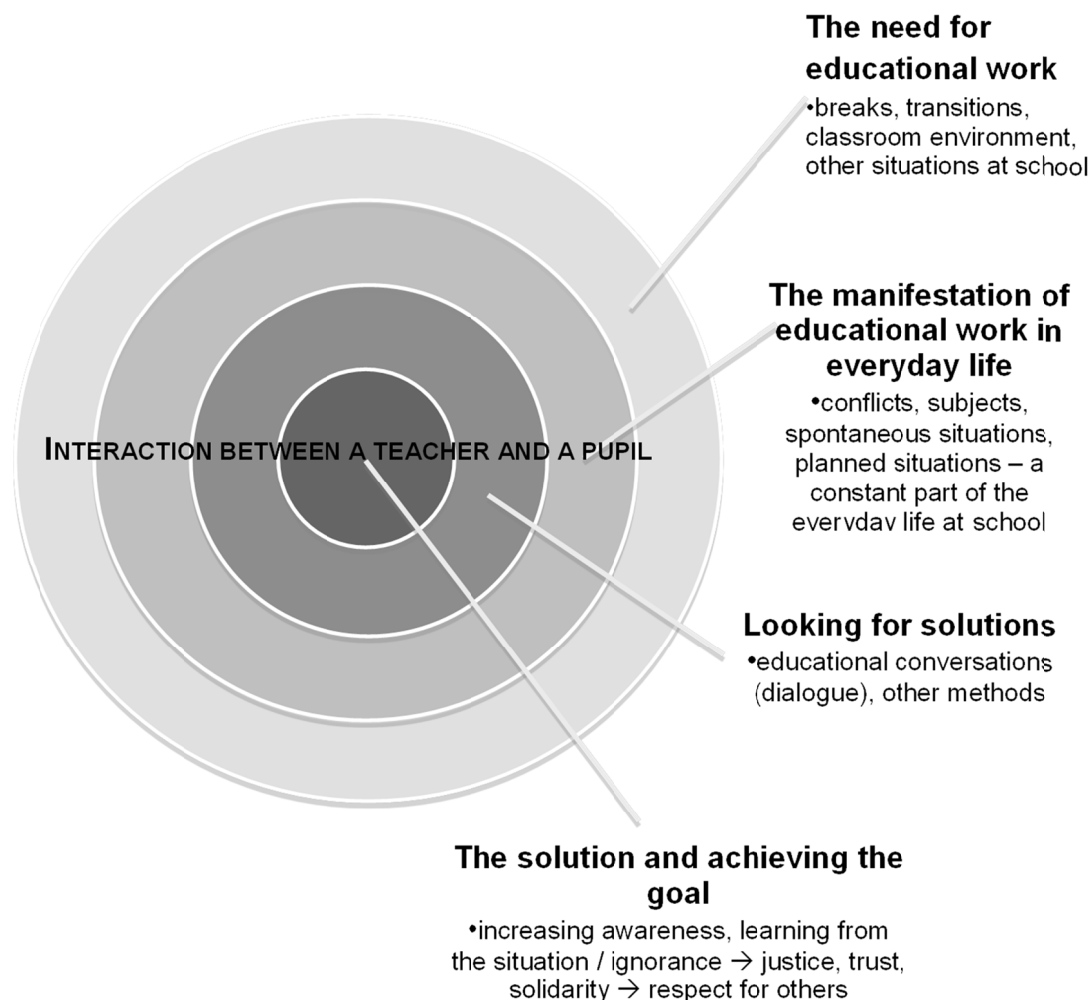 The need for
educational work
•breaks, transitions,
classroom environment,
other situations at school
The manifestation of
educational work in
everyday life
•conflicts, subjects,
spontaneous situations,
planned situations – a
constant part of the
everyday life at school
INTERACTION BETWEEN A TEACHER AND A PUPIL
Looking for solutions
•educational conversations
(dialogue), other methods
The solution and achieving the
goal
•increasing awareness, learning from
the situation / ignorance → justice, trust,
solidarity → respect for others